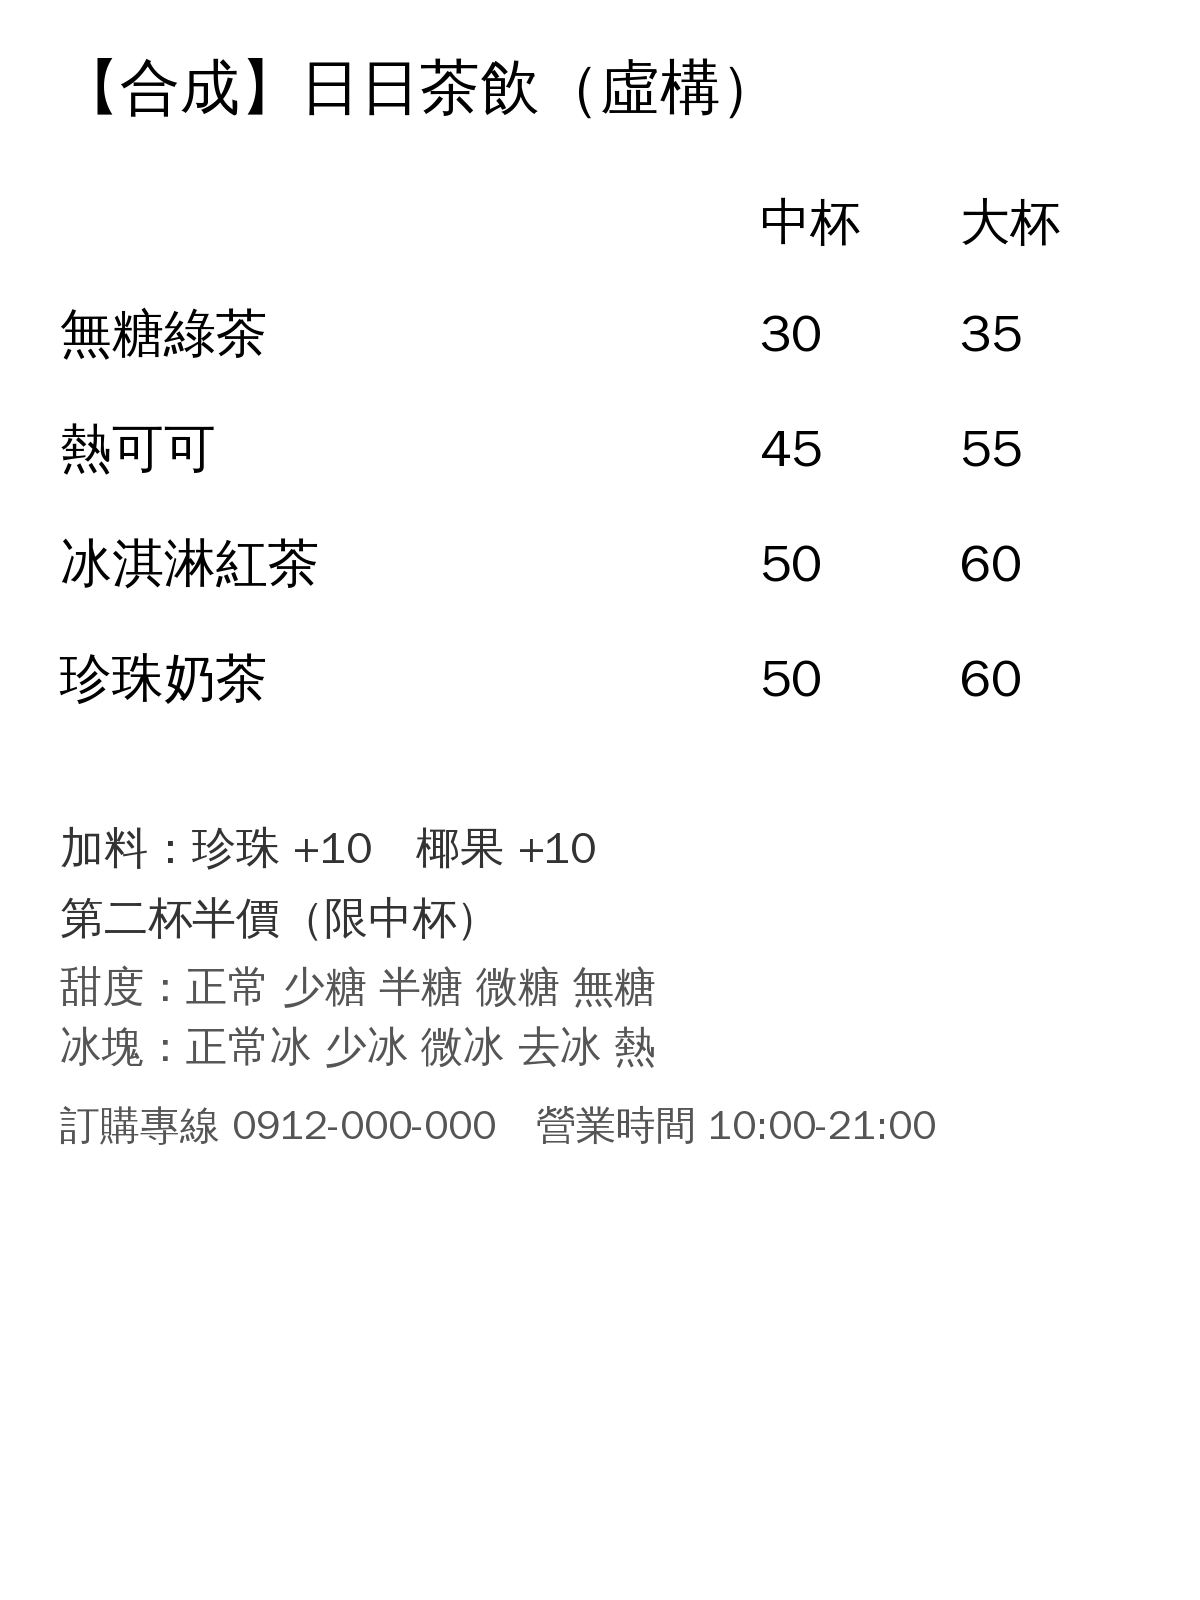 【合成】日日茶飲（虛構）
中杯 大杯
無糖綠茶 30 35
熱可可 45 55
冰淇淋紅茶 50 60
珍珠奶茶 50 60
加料：珍珠 +10　椰果 +10
第二杯半價（限中杯）
甜度：正常 少糖 半糖 微糖 無糖
冰塊：正常冰 少冰 微冰 去冰 熱
訂購專線 0912-000-000　營業時間 10:00-21:00